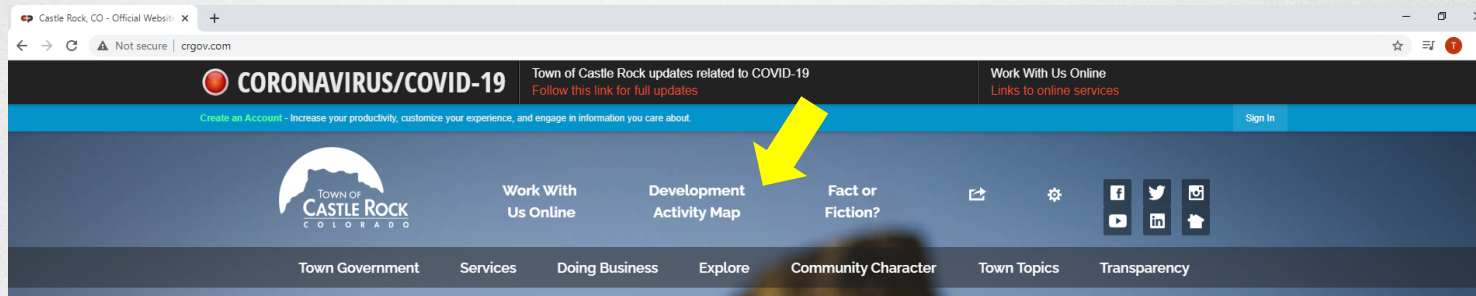 Castle Rock, CO - Official Website
Not secure | crgov.com
T
CORONAVIRUS/COVID-19
Town of Castle Rock updates related to COVID-19
Follow this link for full updates
Work With Us Online
Links to online services
Create an Account - Increase your productivity, customize your experience, and engage in information you care about.
Sign In
TOWN OF
CASTLE ROCK
COLORADO
Work With
Us Online
Development
Activity Map
Fact or
Fiction?
Town Government Services Doing Business Explore Community Character Town Topics Transparency